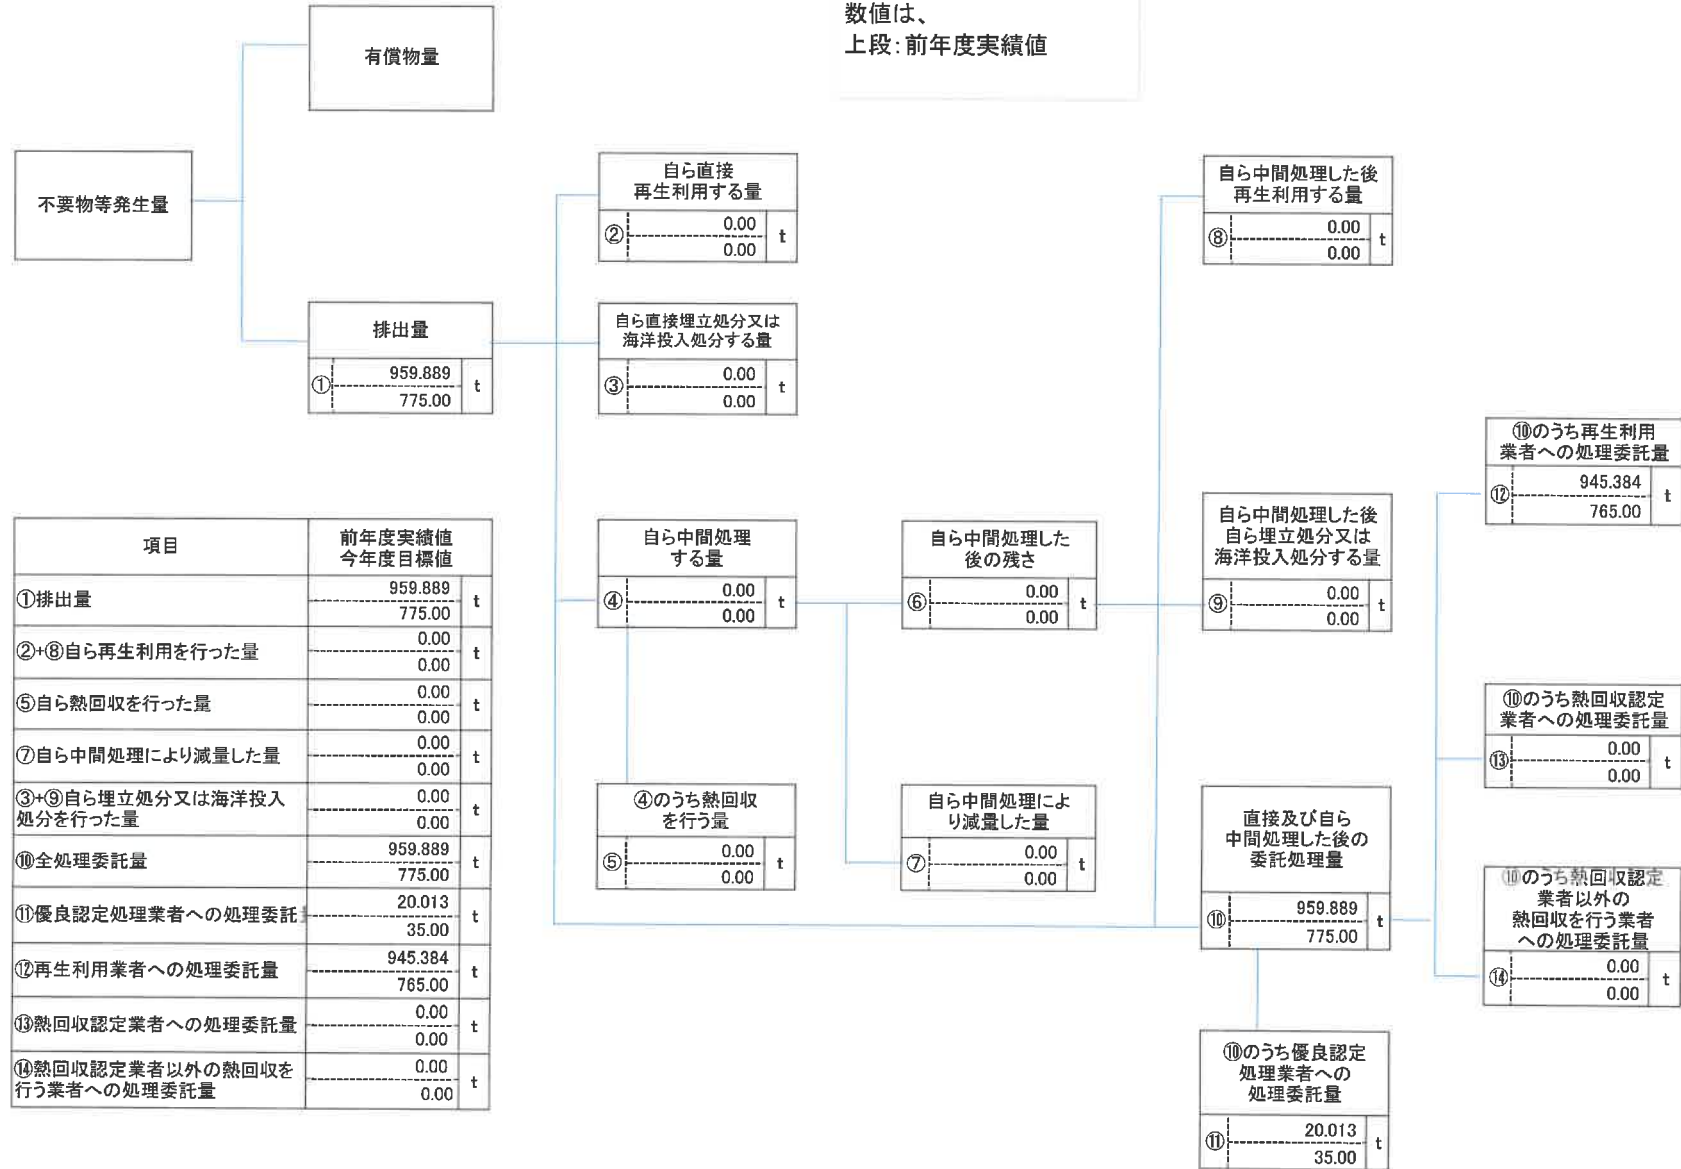 数値は、
上段:前年度実績値
有償物量
不要物等発生量
排出量
① 959.889 t
775.00
自ら直接
再生利用する量
② 0.00 t
0.00
自ら直接埋立処分又は
海洋投入処分する量
③ 0.00 t
0.00
自ら中間処理
する量
④ 0.00 t
0.00
④のうち熱回収
を行う量
⑤ 0.00 t
0.00
自ら中間処理した
後の残さ
⑥ 0.00 t
0.00
自ら中間処理によ
り減量した量
⑦ 0.00 t
0.00
自ら中間処理した後
再生利用する量
⑧ 0.00 t
0.00
自ら中間処理した後
自ら埋立処分又は
海洋投入処分する量
⑨ 0.00 t
0.00
直接及び自ら
中間処理した後の
委託処理量
⑩ 959.889 t
775.00
⑩のうち優良認定
処理業者への
処理委託量
⑪ 20.013 t
35.00
⑩のうち再生利用
業者への処理委託量
⑫ 945.384 t
765.00
⑩のうち熱回収認定
業者への処理委託量
⑬ 0.00 t
0.00
⑩のうち熱回収認定
業者以外の
熱回収を行う業者
への処理委託量
⑭ 0.00 t
0.00
項目 前年度実績値
今年度目標値
①排出量 959.889 t
775.00
②+⑧自ら再生利用を行った量 0.00 t
0.00
⑤自ら熱回収を行った量 0.00 t
0.00
⑦自ら中間処理により減量した量 0.00 t
0.00
③+⑨自ら埋立処分又は海洋投入
処分を行った量 0.00 t
0.00
⑩全処理委託量 959.889 t
775.00
⑪優良認定処理業者への処理委託 20.013 t
35.00
⑫再生利用業者への処理委託量 945.384 t
765.00
⑬熱回収認定業者への処理委託量 0.00 t
0.00
⑭熱回収認定業者以外の熱回収を
行う業者への処理委託量 0.00 t
0.00